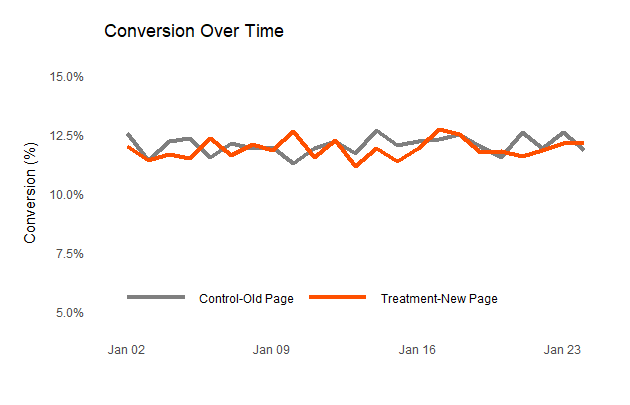 Conversion Over Time
Conversion (%)
15.0%
12.5%
10.0%
7.5%
5.0%
Control-Old Page
Treatment-New Page
Jan 02
Jan 09
Jan 16
Jan 23